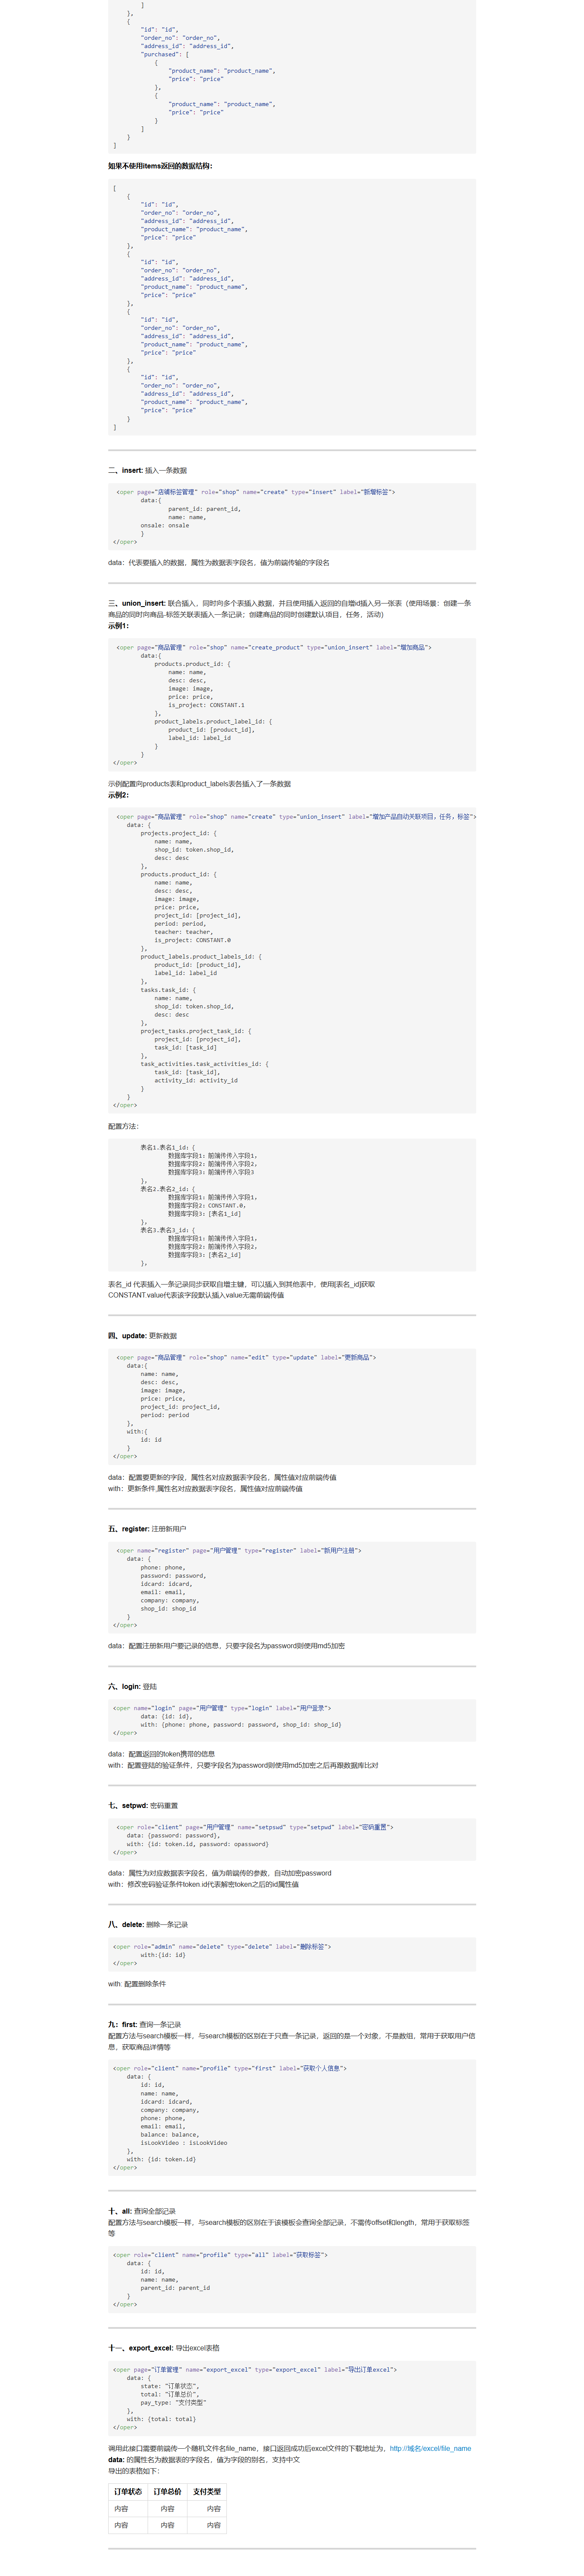 ]
    },
    {
        "id": "id",
        "order_no": "order_no",
        "address_id": "address_id",
        "purchased": [
            {
                "product_name": "product_name",
                "price": "price"
            },
            {
                "product_name": "product_name",
                "price": "price"
            }
        ]
    }
]
如果不使用items返回的数据结构：
[
    {
        "id": "id",
        "order_no": "order_no",
        "address_id": "address_id",
        "product_name": "product_name",
        "price": "price"
    },
    {
        "id": "id",
        "order_no": "order_no",
        "address_id": "address_id",
        "product_name": "product_name",
        "price": "price"
    },
    {
        "id": "id",
        "order_no": "order_no",
        "address_id": "address_id",
        "product_name": "product_name",
        "price": "price"
    },
    {
        "id": "id",
        "order_no": "order_no",
        "address_id": "address_id",
        "product_name": "product_name",
        "price": "price"
    }
]
二、insert: 插入一条数据
<oper page="店铺标签管理" role="shop" name="create" type="insert" label="新增标签">
        data:{
                parent_id: parent_id,
                name: name,
        onsale: onsale
        }
</oper>
data：代表要插入的数据，属性为数据表字段名，值为前端传输的字段名
三、union_insert: 联合插入，同时向多个表插入数据，并且使用插入返回的自增id插入另一张表（使用场景：创建一条
商品的同时向商品-标签关联表插入一条记录；创建商品的同时创建默认项目，任务，活动）
示例1：
<oper page="商品管理" role="shop" name="create_product" type="union_insert" label="增加商品">
        data:{
            products.product_id: {
                name: name,
                desc: desc,
                image: image,
                price: price,
                is_project: CONSTANT.1
            },
            product_labels.product_label_id: {
                product_id: [product_id],
                label_id: label_id
            }
        }
</oper>
示例配置向products表和product_labels表各插入了一条数据
示例2：
<oper page="商品管理" role="shop" name="create" type="union_insert" label="增加产品自动关联项目，任务，标签">
    data: {
        projects.project_id: {
            name: name,
            shop_id: token.shop_id,
            desc: desc
        },
        products.product_id: {
            name: name,
            desc: desc,
            image: image,
            price: price,
            project_id: [project_id],
            period: period,
            teacher: teacher,
            is_project: CONSTANT.0
        },
        product_labels.product_labels_id: {
            product_id: [product_id],
            label_id: label_id
        },
        tasks.task_id: {
            name: name,
            shop_id: token.shop_id,
            desc: desc
        },
        project_tasks.project_task_id: {
            project_id: [project_id],
            task_id: [task_id]
        },
        task_activities.task_activities_id: {
            task_id: [task_id],
            activity_id: activity_id
        }
    }
</oper>
配置方法：
        表名1.表名1_id：{
                数据库字段1：前端传传入字段1，
                数据库字段2：前端传传入字段2，
                数据库字段3：前端传传入字段3
        },
        表名2.表名2_id：{
                数据库字段1：前端传传入字段1，
                数据库字段2：CONSTANT.0，
                数据库字段3：[表名1_id]
        },
        表名3.表名3_id：{
                数据库字段1：前端传传入字段1，
                数据库字段2：前端传传入字段2，
                数据库字段3：[表名2_id]
        },
表名_id 代表插入一条记录同步获取自增主键，可以插入到其他表中，使用[表名_id]获取
CONSTANT.value代表该字段默认插入value无需前端传值
四、update: 更新数据
<oper page="商品管理" role="shop" name="edit" type="update" label="更新商品">
    data:{
        name: name,
        desc: desc,
        image: image,
        price: price,
        project_id: project_id,
        period: period
    },
    with:{
        id: id
    }
</oper>
data：配置要更新的字段，属性名对应数据表字段名，属性值对应前端传值
with：更新条件,属性名对应数据表字段名，属性值对应前端传值
五、register: 注册新用户
<oper name="register" page="用户管理" type="register" label="新用户注册">
    data: {
        phone: phone,
        password: password,
        idcard: idcard,
        email: email,
        company: company,
        shop_id: shop_id
    }
</oper>
data：配置注册新用户要记录的信息，只要字段名为password则使用md5加密
六、login: 登陆
<oper name="login" page="用户管理" type="login" label="用户登录">
        data: {id: id},
        with: {phone: phone, password: password, shop_id: shop_id}
</oper>
data：配置返回的token携带的信息
with：配置登陆的验证条件，只要字段名为password则使用md5加密之后再跟数据库比对
七、setpwd: 密码重置
<oper role="client" page="用户管理" name="setpswd" type="setpwd" label="密码重置">
    data: {password: password},
    with: {id: token.id, password: opassword}
</oper>
data：属性为对应数据表字段名，值为前端传的参数，自动加密password
with：修改密码验证条件token.id代表解密token之后的id属性值
八、delete: 删除一条记录
<oper role="admin" name="delete" type="delete" label="删除标签">
        with:{id: id}
</oper>
with: 配置删除条件
九：first: 查询一条记录
配置方法与search模板一样，与search模板的区别在于只查一条记录，返回的是一个对象，不是数组，常用于获取用户信
息，获取商品详情等
<oper role="client" name="profile" type="first" label="获取个人信息">
    data: {
        id: id,
        name: name,
        idcard: idcard,
        company: company,
        phone: phone,
        email: email,
        balance: balance,
        isLookVideo : isLookVideo
    },
    with: {id: token.id}
</oper>
十、all: 查询全部记录
配置方法与search模板一样，与search模板的区别在于该模板会查询全部记录，不需传offset和length，常用于获取标签
等
<oper role="client" name="profile" type="all" label="获取标签">
    data: {
        id: id,
        name: name,
        parent_id: parent_id
    }
</oper>
十一、export_excel: 导出excel表格
<oper page="订单管理" name="export_excel" type="export_excel" label="导出订单excel">
    data: {
        state: "订单状态",
        total: "订单总价",
        pay_type: "支付类型"
    },
    with: {total: total}
</oper>
调用此接口需要前端传一个随机文件名file_name，接口返回成功后excel文件的下载地址为，http://域名/excel/file_name
data: 的属性名为数据表的字段名，值为字段的别名，支持中文
导出的表格如下：
订单状态 订单总价 支付类型
内容 内容 内容
内容 内容 内容